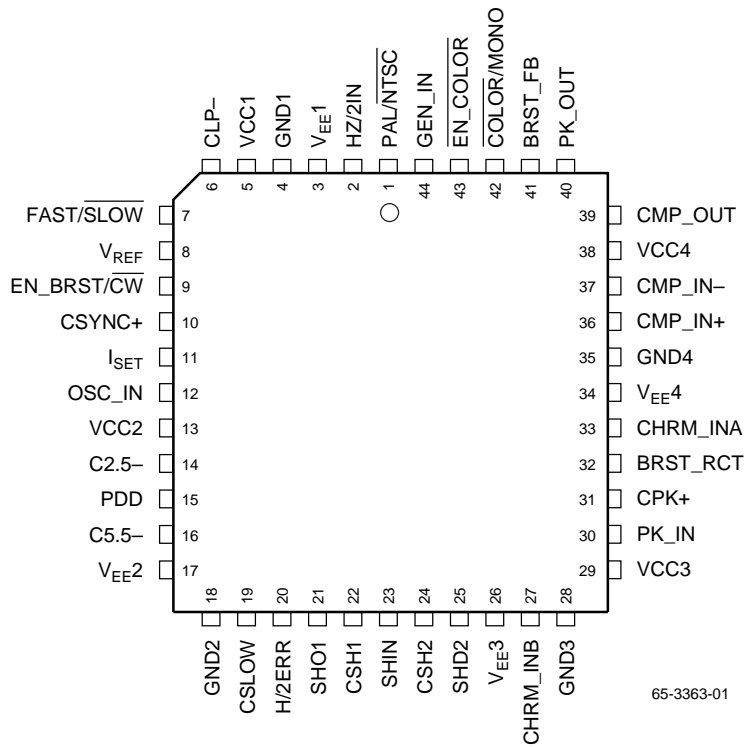 CLP–
VCC1
GND1
VEE1
HZ/2IN
PAL/NTSC
GEN_IN
EN_COLOR
COLOR/MONO
BRST_FB
PK_OUT
6
5
4
3
2
1
44
43
42
41
40
FAST/SLOW 7
39 CMP_OUT
VREF 8
38 VCC4
EN_BRST/CW 9
37 CMP_IN–
CSYNC+ 10
36 CMP_IN+
ISET 11
35 GND4
OSC_IN 12
34 VEE4
VCC2 13
33 CHRM_INA
C2.5– 14
32 BRST_RCT
PDD 15
31 CPK+
C5.5– 16
30 PK_IN
VEE2 17
29 VCC3
18
19
20
21
22
23
24
25
26
27
28
GND2
CSLOW
H/2ERR
SHO1
CSH1
SHIN
CSH2
SHD2
VEE3
CHRM_INB
GND3
65-3363-01